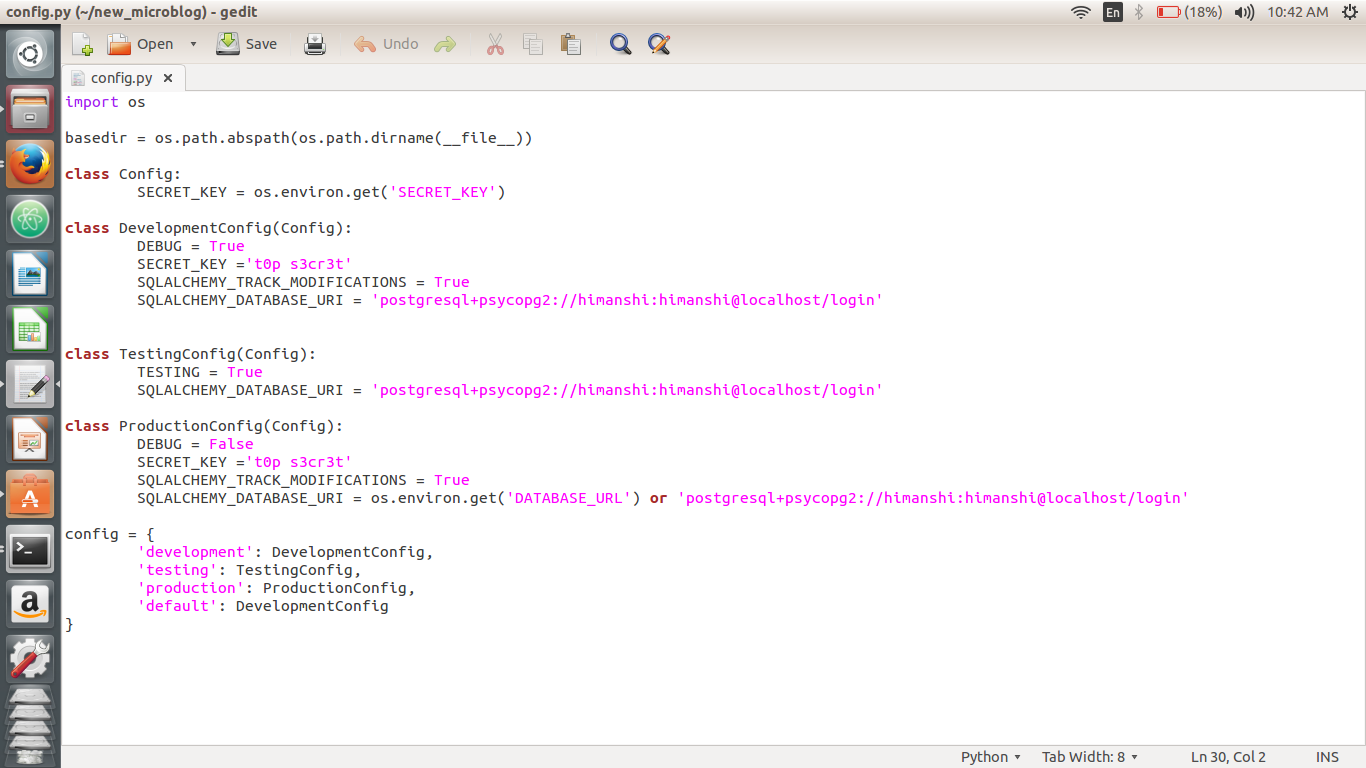 config.py (~/new_microblog) - gedit
En (18%) 10:42 AM
Open Save Undo
config.py ×
import os
basedir = os.path.abspath(os.path.dirname(__file__))
class Config:
        SECRET_KEY = os.environ.get('SECRET_KEY')
class DevelopmentConfig(Config):
        DEBUG = True
        SECRET_KEY ='t0p s3cr3t'
        SQLALCHEMY_TRACK_MODIFICATIONS = True
        SQLALCHEMY_DATABASE_URI = 'postgresql+psycopg2://himanshi:himanshi@localhost/login'
class TestingConfig(Config):
        TESTING = True
        SQLALCHEMY_DATABASE_URI = 'postgresql+psycopg2://himanshi:himanshi@localhost/login'
class ProductionConfig(Config):
        DEBUG = False
        SECRET_KEY ='t0p s3cr3t'
        SQLALCHEMY_TRACK_MODIFICATIONS = True
        SQLALCHEMY_DATABASE_URI = os.environ.get('DATABASE_URL') or 'postgresql+psycopg2://himanshi:himanshi@localhost/login'
config = {
        'development': DevelopmentConfig,
        'testing': TestingConfig,
        'production': ProductionConfig,
        'default': DevelopmentConfig
}
Python Tab Width: 8 Ln 30, Col 2 INS